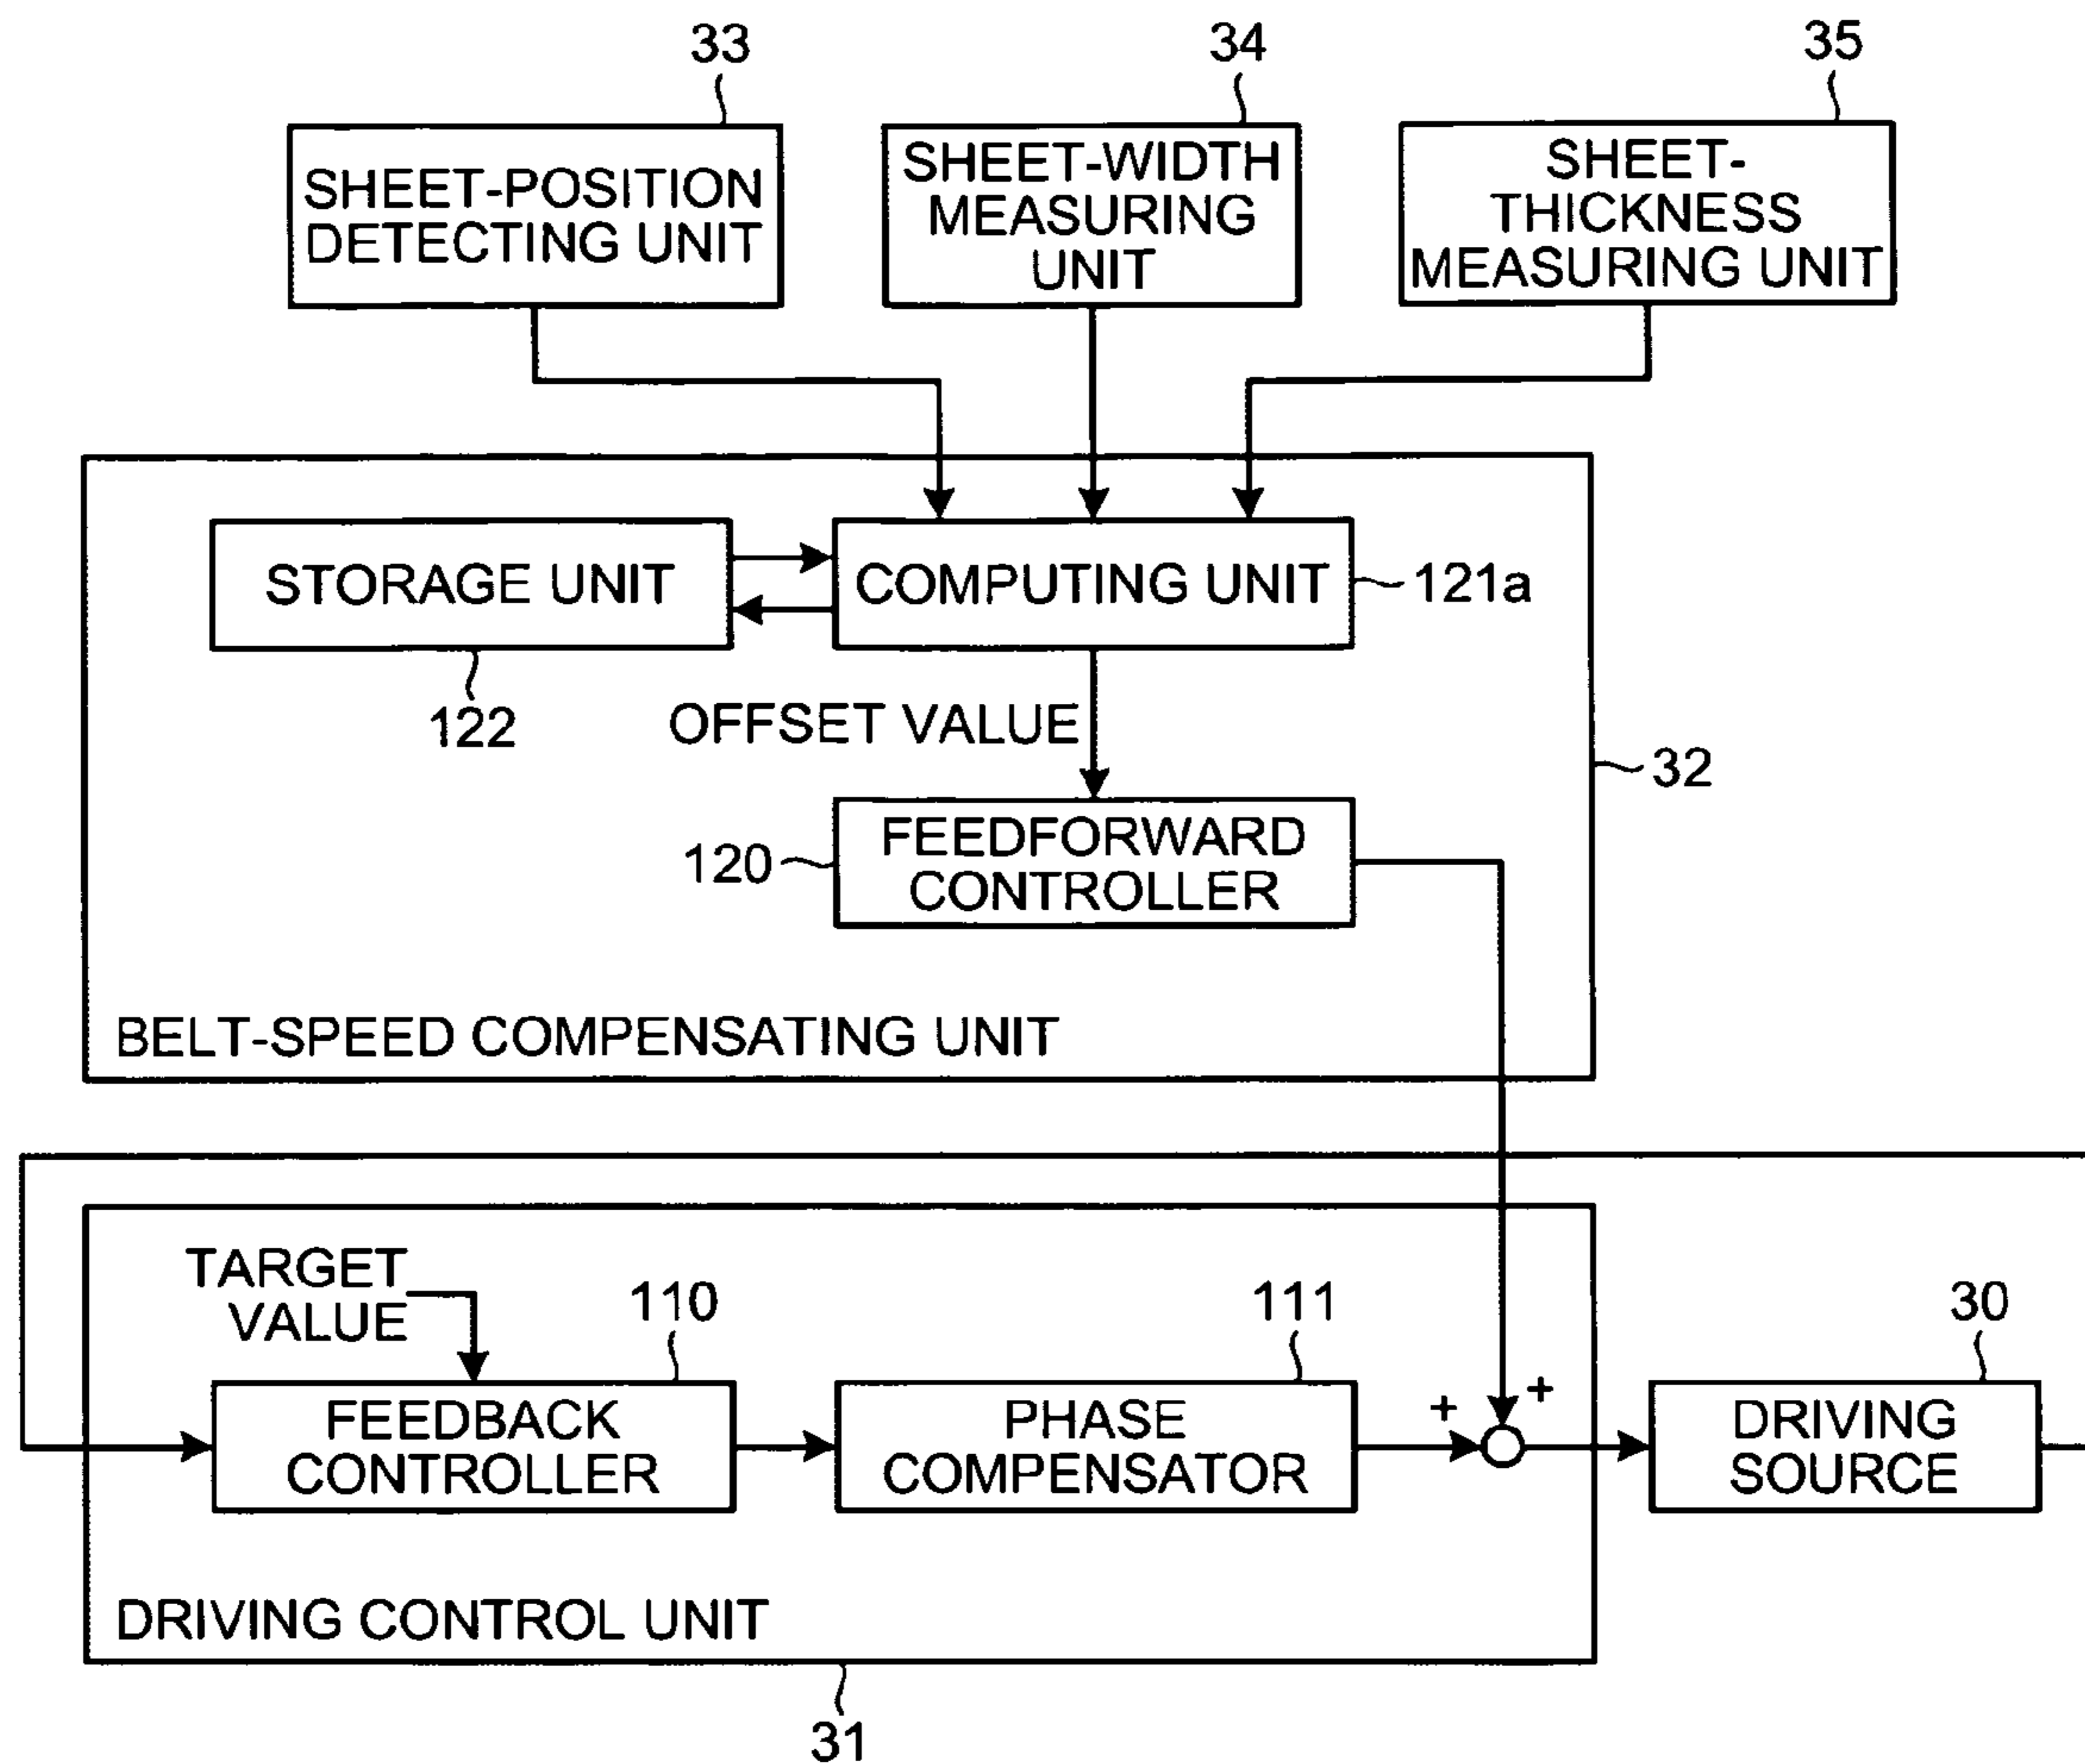 33
34
35
SHEET-POSITION
DETECTING UNIT
SHEET-WIDTH
MEASURING
UNIT
SHEET-
THICKNESS
MEASURING UNIT
STORAGE UNIT
COMPUTING UNIT
121a
122
OFFSET VALUE
32
120
FEEDFORWARD
CONTROLLER
BELT-SPEED COMPENSATING UNIT
TARGET
VALUE
110
111
30
FEEDBACK
CONTROLLER
PHASE
COMPENSATOR
+
+
DRIVING
SOURCE
DRIVING CONTROL UNIT
31